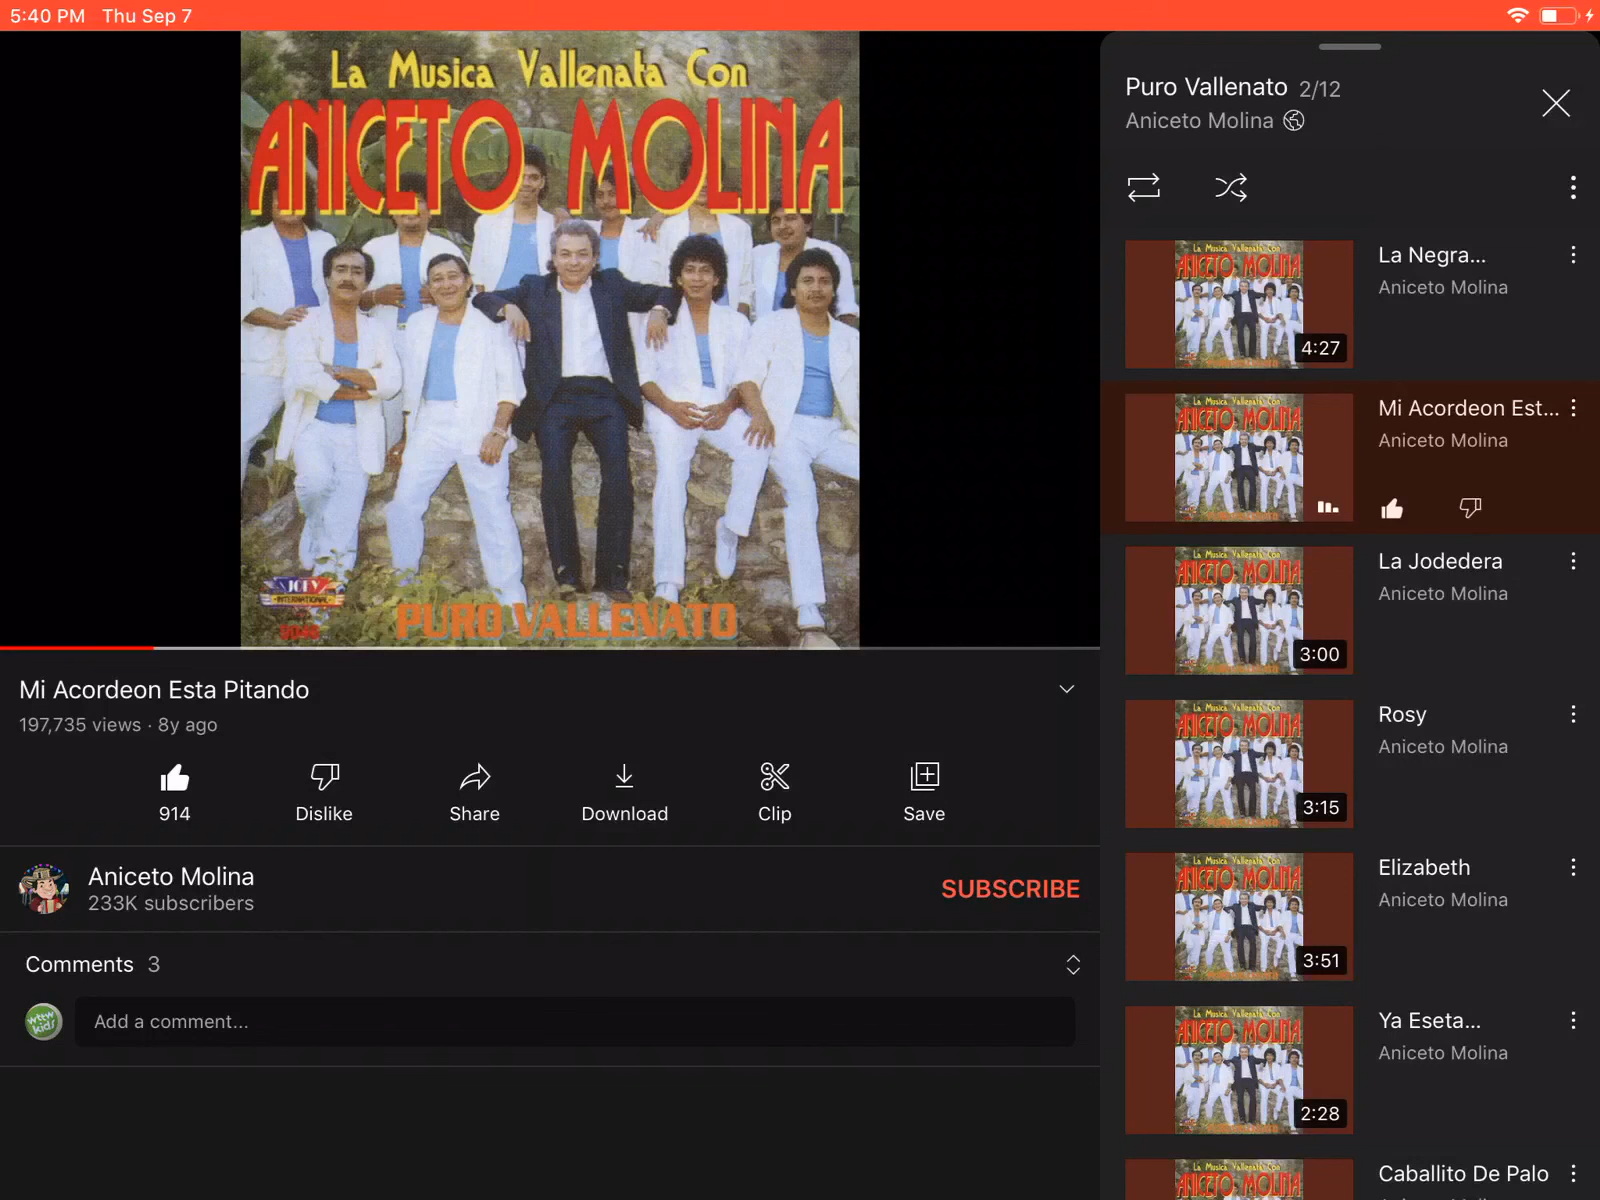 5:40 PM Thu Sep 7
La Musica Vallenata Con
ANICETO MOLINA
JOEY
INTERNATIONAL
PURO VALLENATO
Mi Acordeon Esta Pitando
197,735 views · 8y ago
914
Dislike
Share
Download
Clip
Save
Aniceto Molina
233K subscribers
SUBSCRIBE
Comments 3
wttw
kids
Add a comment...
Puro Vallenato 2/12
Aniceto Molina
La Negra...
Aniceto Molina
4:27
Mi Acordeon Est...
Aniceto Molina
La Jodedera
Aniceto Molina
3:00
Rosy
Aniceto Molina
3:15
Elizabeth
Aniceto Molina
3:51
Ya Eseta...
Aniceto Molina
2:28
Caballito De Palo